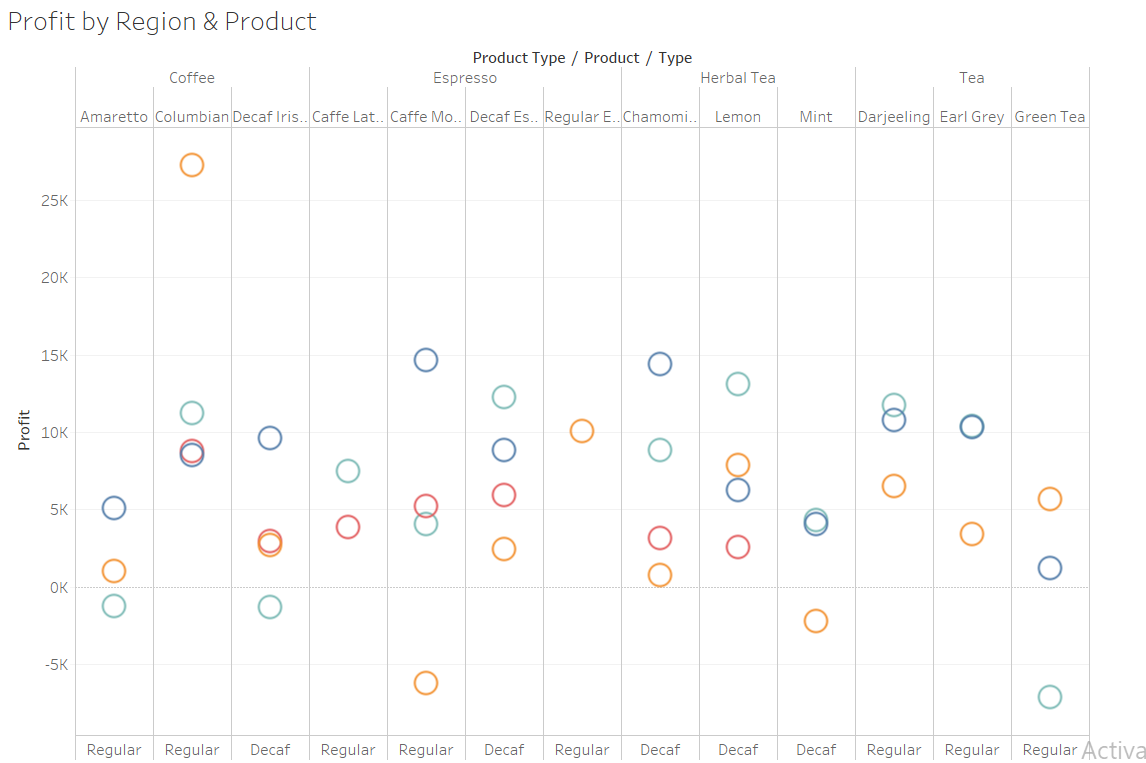 Profit by Region & Product
Product Type / Product / Type
Coffee Espresso Herbal Tea Tea
Amaretto Columbian Decaf Iris.. Caffe Lat.. Caffe Mo.. Decaf Es.. Regular E.. Chamomi.. Lemon Mint Darjeeling Earl Grey Green Tea
25K
20K
15K
10K
5K
0K
-5K
Profit
Regular Regular Decaf Regular Regular Decaf Regular Decaf Decaf Decaf Regular Regular Regular
Activa